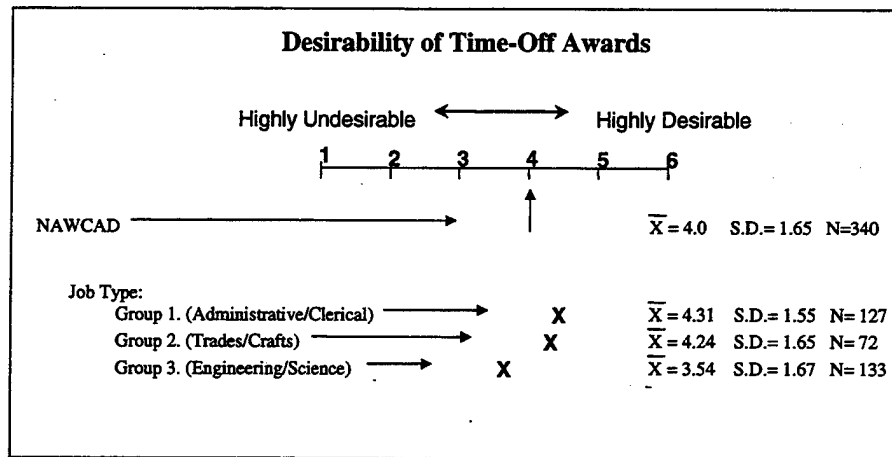 Desirability of Time-Off Awards
Highly Undesirable Highly Desirable
1 2 3 4 5 6
NAWCAD X̄ = 4.0 S.D.= 1.65 N=340
Job Type:
Group 1. (Administrative/Clerical) X X̄ = 4.31 S.D.= 1.55 N= 127
Group 2. (Trades/Crafts) X X̄ = 4.24 S.D.= 1.65 N= 72
Group 3. (Engineering/Science) X X̄ = 3.54 S.D.= 1.67 N= 133